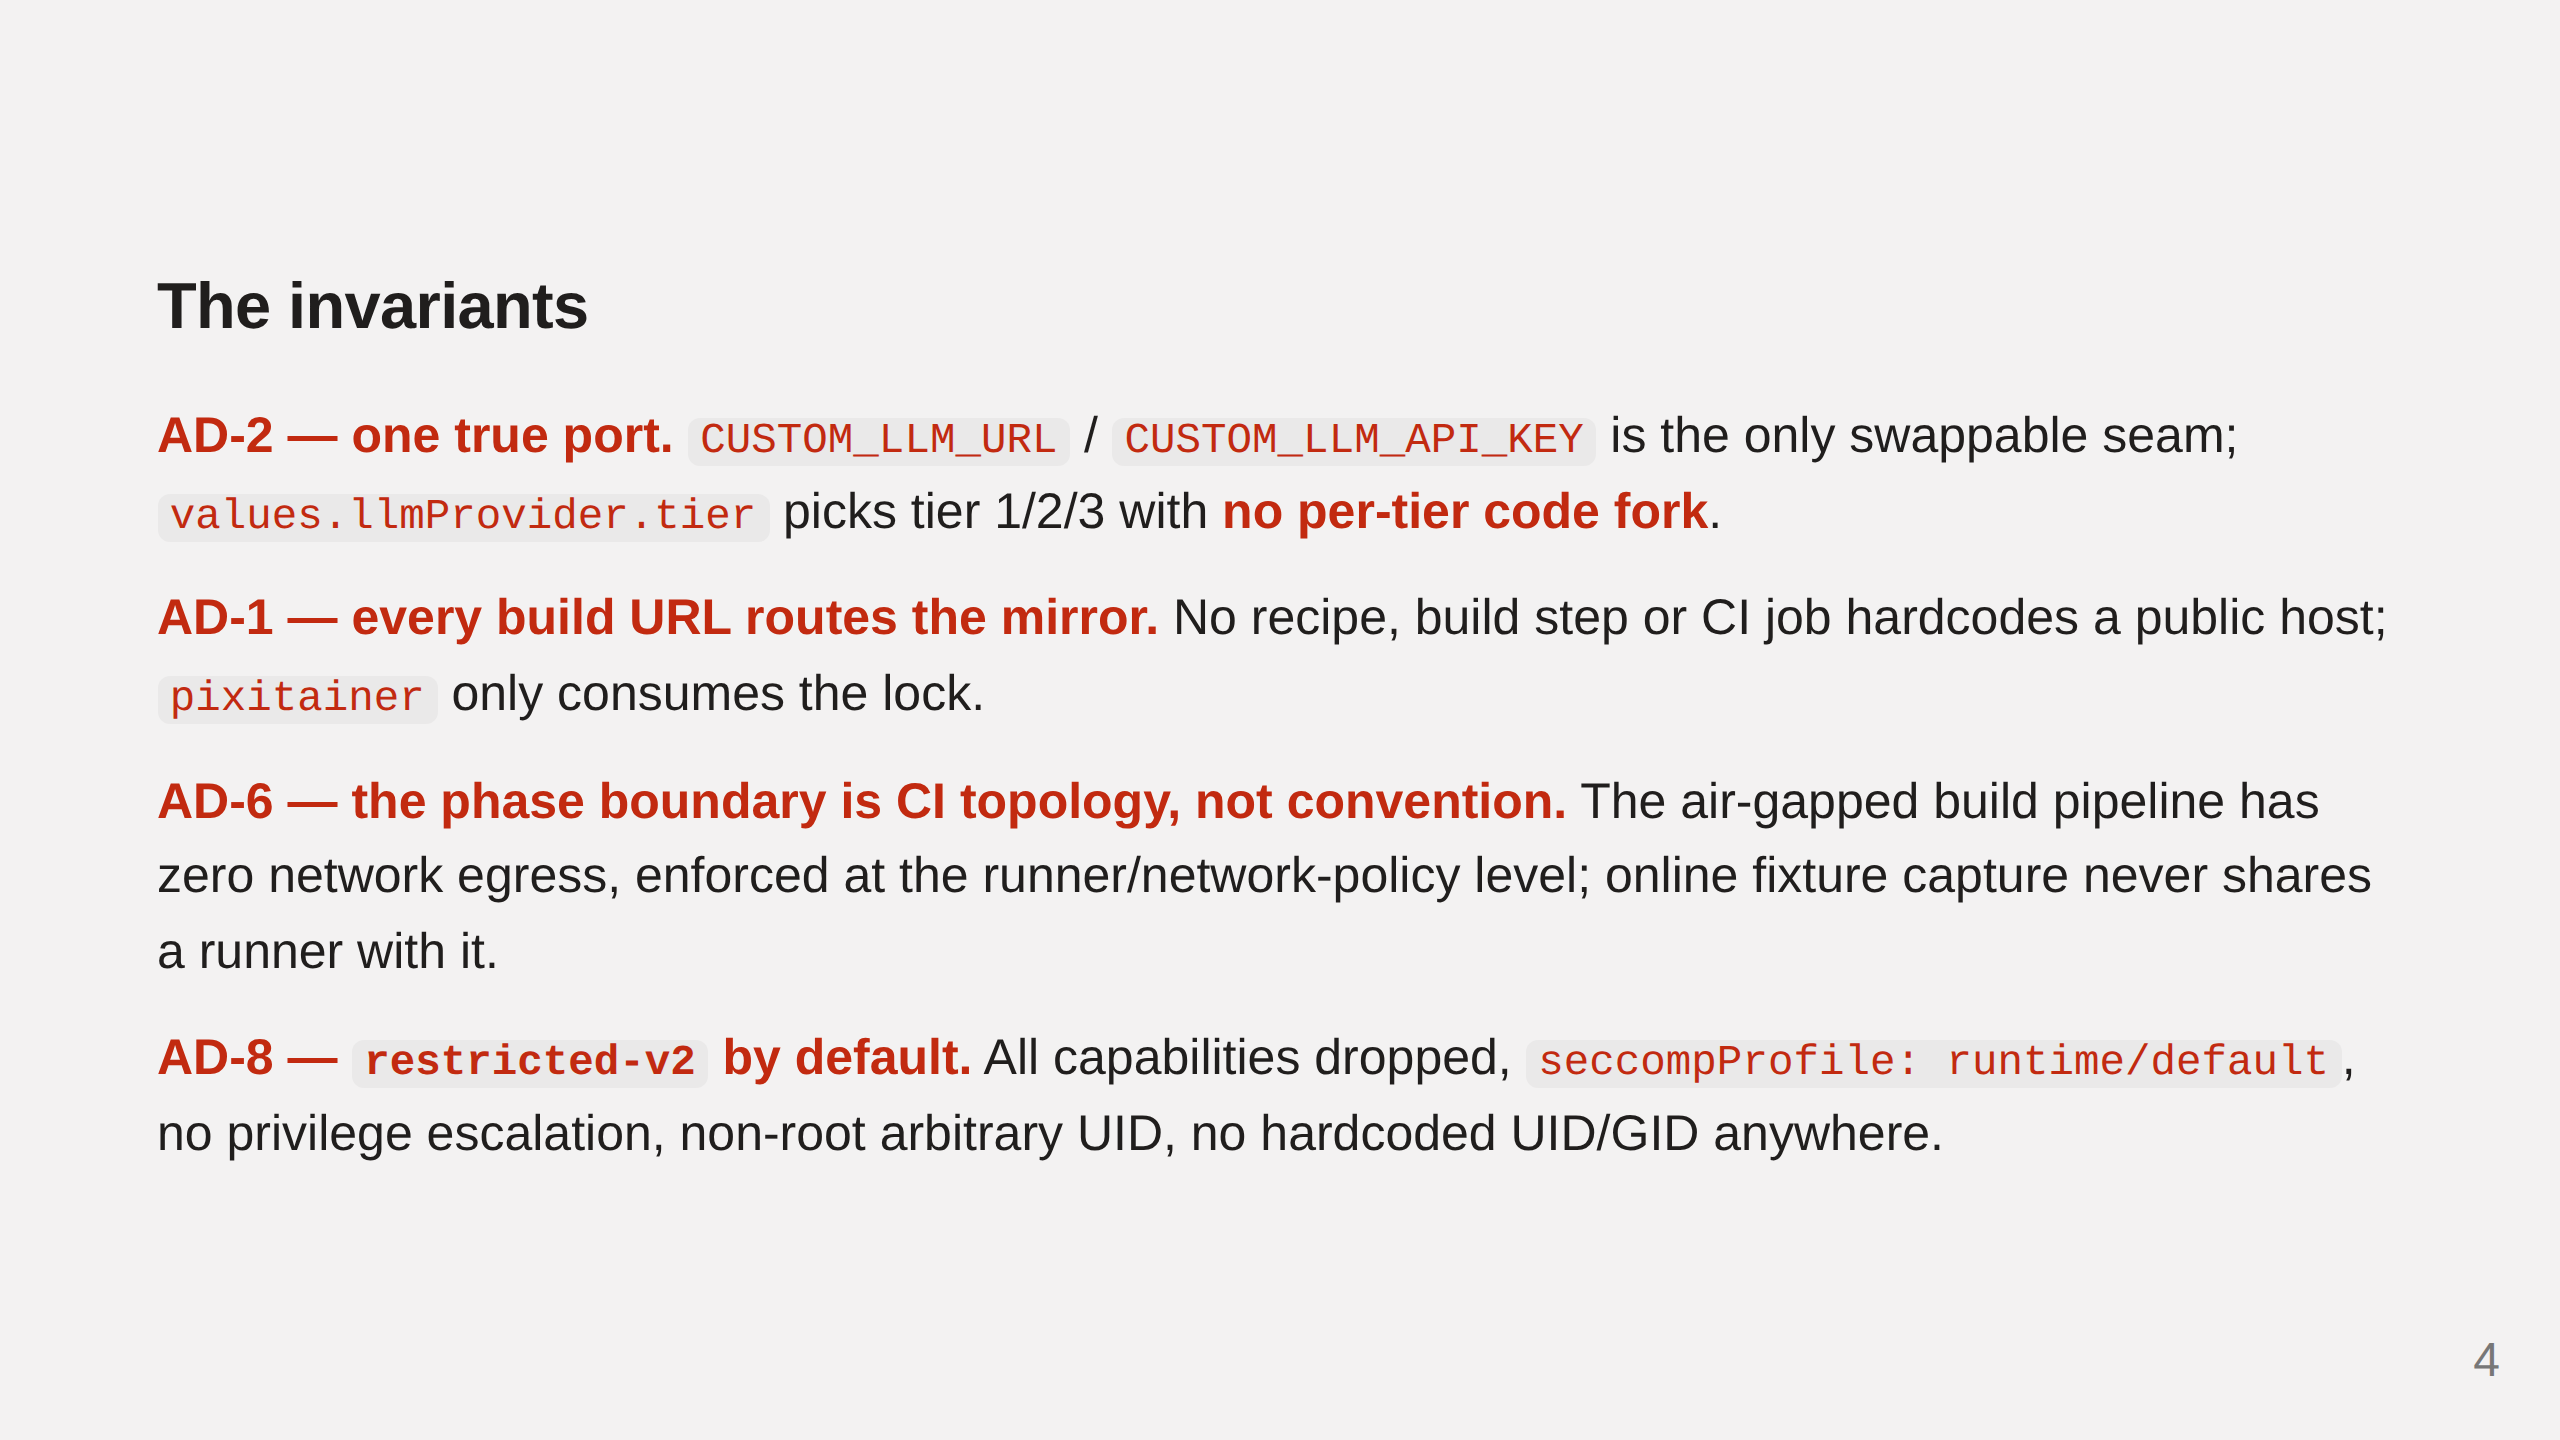 The invariants
AD-2 — one true port. CUSTOM_LLM_URL / CUSTOM_LLM_API_KEY is the only swappable seam;
values.llmProvider.tier picks tier 1/2/3 with no per-tier code fork.
AD-1 — every build URL routes the mirror. No recipe, build step or CI job hardcodes a public host;
pixitainer only consumes the lock.
AD-6 — the phase boundary is CI topology, not convention. The air-gapped build pipeline has
zero network egress, enforced at the runner/network-policy level; online fixture capture never shares
a runner with it.
AD-8 — restricted-v2 by default. All capabilities dropped, seccompProfile: runtime/default,
no privilege escalation, non-root arbitrary UID, no hardcoded UID/GID anywhere.
4